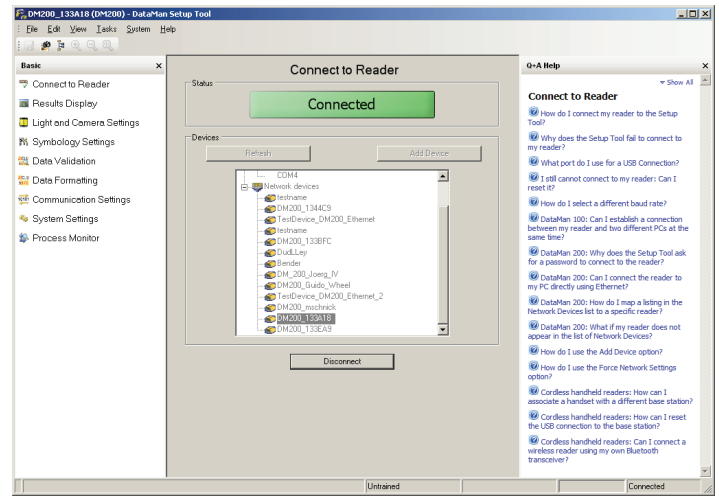 DM200_133A18 (DM200) - DataMan Setup Tool
File Edit View Tasks System Help
Basic x
Connect to Reader
Results Display
Light and Camera Settings
Symbology Settings
Data Validation
Data Formatting
Communication Settings
System Settings
Process Monitor
Connect to Reader
Status
Connected
Devices
Refresh Add Device
COM4
Network devices
testname
DM200_1344C9
TestDevice_DM200_Ethernet
testname
DM200_133BFC
DudLLey
Bender
DM_200_Joerg_IV
DM200_Guido_Wheel
TestDevice_DM200_Ethernet_2
DM200_mschnick
DM200_133A18
DM200_133EA9
Disconnect
Q+A Help x
Show All
Connect to Reader
How do I connect my reader to the Setup
Tool?
Why does the Setup Tool fail to connect to
my reader?
What port do I use for a USB Connection?
I still cannot connect to my reader: Can I
reset it?
How do I select a different baud rate?
DataMan 100: Can I establish a connection
between my reader and two different PCs at the
same time?
DataMan 200: Why does the Setup Tool ask
for a password to connect to the reader?
DataMan 200: Can I connect the reader to
my PC directly using Ethernet?
DataMan 200: How do I map a listing in the
Network Devices list to a specific reader?
DataMan 200: What if my reader does not
appear in the list of Network Devices?
How do I use the Add Device option?
How do I use the Force Network Settings
option?
Cordless handheld readers: How can I
associate a handset with a different base station?
Cordless handheld readers: How can I reset
the USB connection to the base station?
Cordless handheld readers: Can I connect a
wireless reader using my own Bluetooth
transceiver?
Untrained Connected